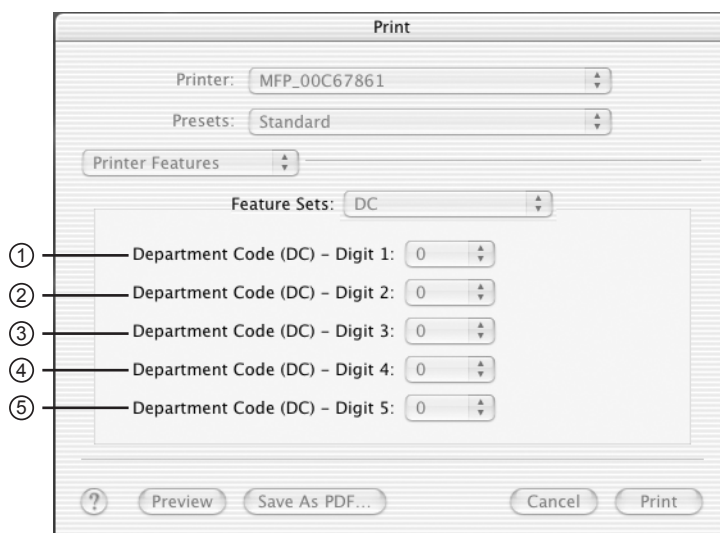 Print
Printer: MFP_00C67861
Presets: Standard
Printer Features
Feature Sets: DC
① Department Code (DC) – Digit 1: 0
② Department Code (DC) – Digit 2: 0
③ Department Code (DC) – Digit 3: 0
④ Department Code (DC) – Digit 4: 0
⑤ Department Code (DC) – Digit 5: 0
? Preview Save As PDF... Cancel Print